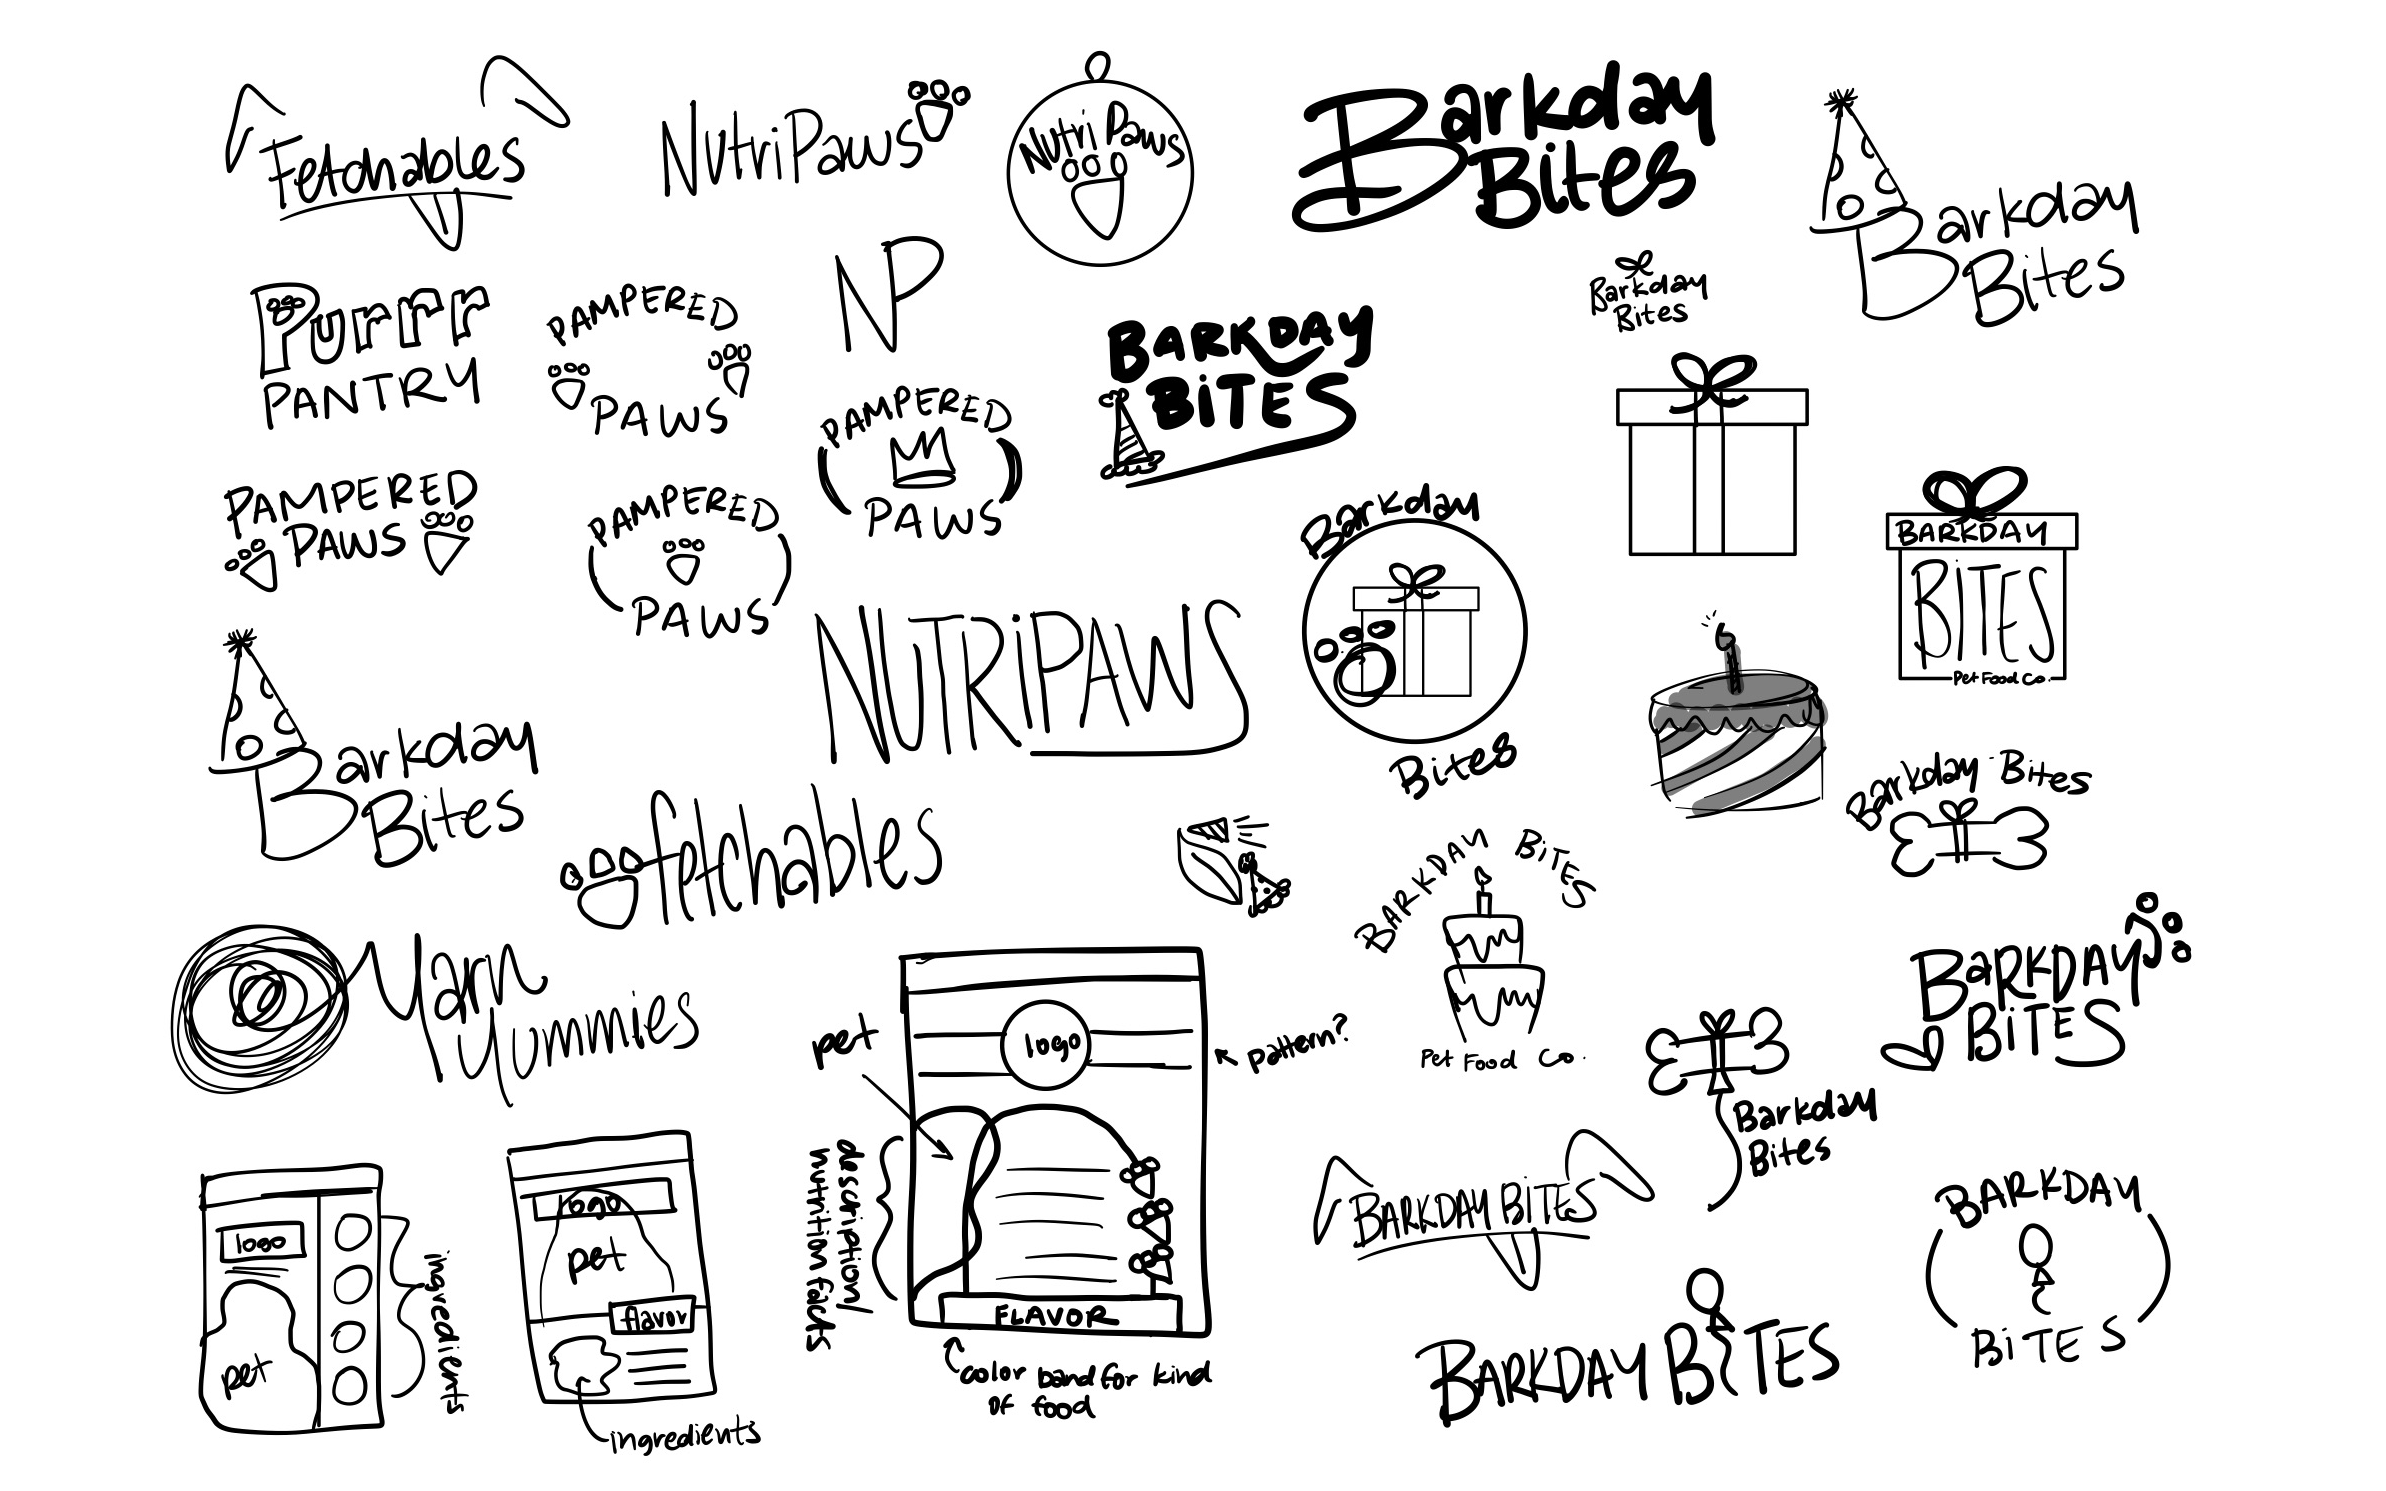 Fetchables
NutriPaws
NutriPaws
Barkday
Bites
Barkday
Bites
Purrr
PANTRY
PAMPERED
PAWS
NP
BARKDAY
BiTES
Barkday
Bites
PAMPERED
PAWS
PAMPERED
PAWS
PAMPERED
PAWS
Barkday
Bites
BARKDAY
BiTES
Pet Food Co.
NUTRiPAWS
Barkday
Bites
fetchables
Barkday Bites
BARKDAY BiTES
Pet Food Co.
Yarn
Yummies
BARKDAY
BiTES
Barkday
Bites
pet
logo
pattern?
description/
nutrition facts
FLAVOR
color band for kind
of food
logo
pet
ingredients
logo
pet
flavor
ingredients
BARKDAY BiTES
BARKDAY BiTES
BARKDAY
BiTES